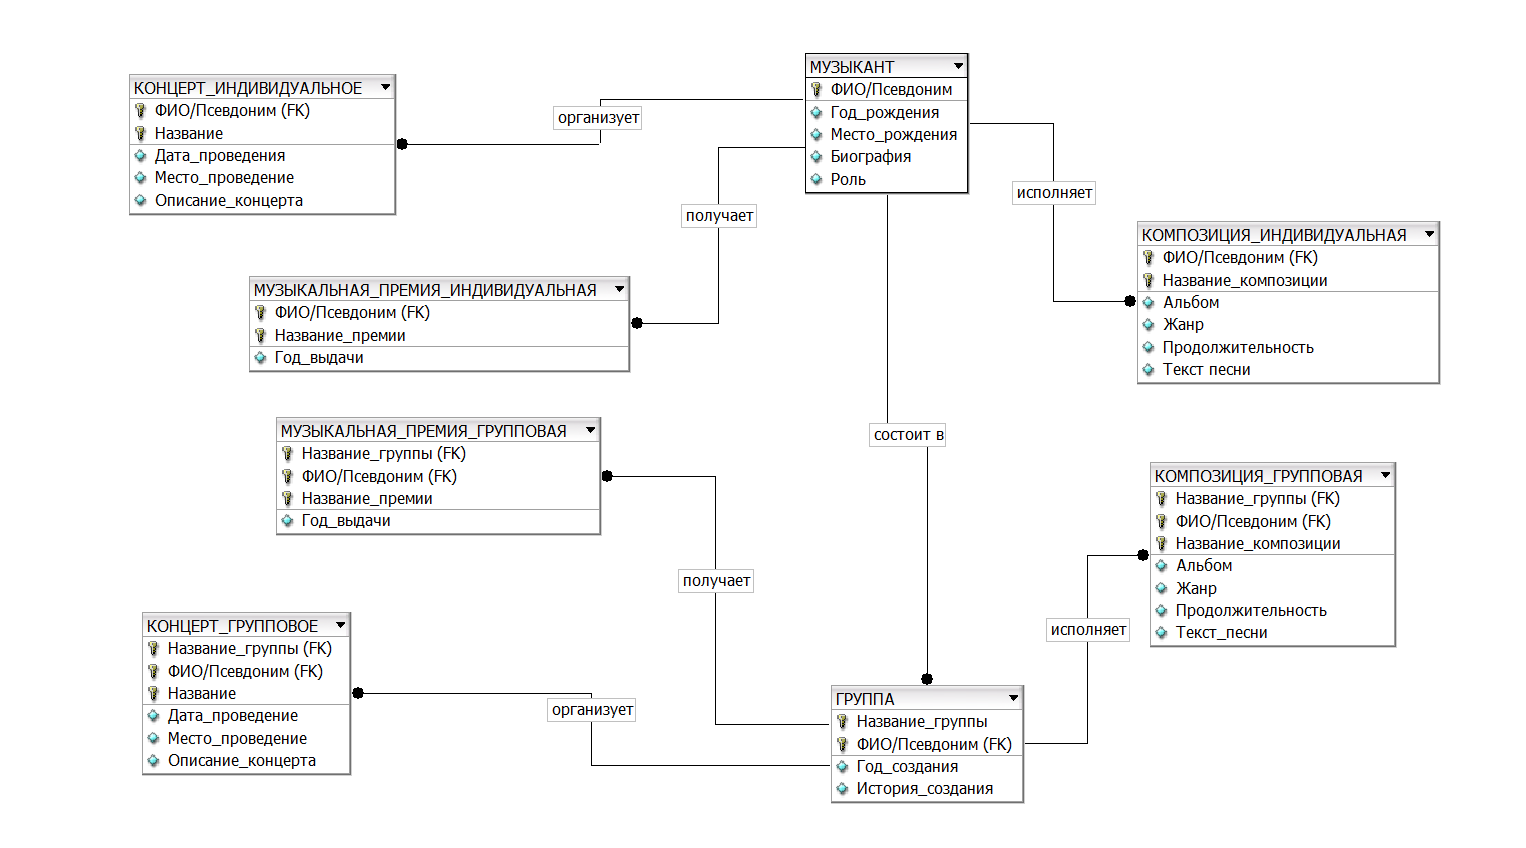 КОНЦЕРТ_ИНДИВИДУАЛЬНОЕ
ФИО/Псевдоним (FK)
Название
Дата_проведения
Место_проведение
Описание_концерта
организует
МУЗЫКАНТ
ФИО/Псевдоним
Год_рождения
Место_рождения
Биография
Роль
получает
исполняет
КОМПОЗИЦИЯ_ИНДИВИДУАЛЬНАЯ
ФИО/Псевдоним (FK)
Название_композиции
Альбом
Жанр
Продолжительность
Текст песни
МУЗЫКАЛЬНАЯ_ПРЕМИЯ_ИНДИВИДУАЛЬНАЯ
ФИО/Псевдоним (FK)
Название_премии
Год_выдачи
МУЗЫКАЛЬНАЯ_ПРЕМИЯ_ГРУППОВАЯ
Название_группы (FK)
ФИО/Псевдоним (FK)
Название_премии
Год_выдачи
состоит в
КОМПОЗИЦИЯ_ГРУППОВАЯ
Название_группы (FK)
ФИО/Псевдоним (FK)
Название_композиции
Альбом
Жанр
Продолжительность
Текст_песни
получает
исполняет
КОНЦЕРТ_ГРУППОВОЕ
Название_группы (FK)
ФИО/Псевдоним (FK)
Название
Дата_проведение
Место_проведение
Описание_концерта
организует
ГРУППА
Название_группы
ФИО/Псевдоним (FK)
Год_создания
История_создания